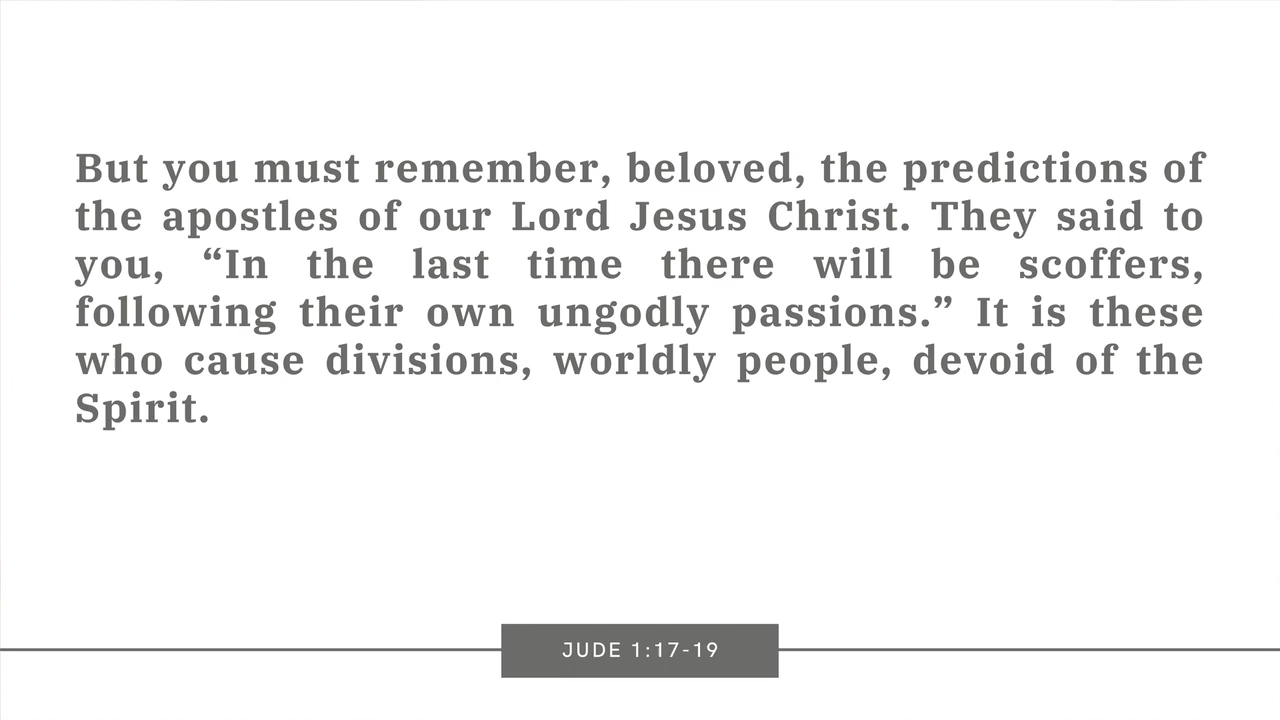 But you must remember, beloved, the predictions of
the apostles of our Lord Jesus Christ. They said to
you, “In the last time there will be scoffers,
following their own ungodly passions.” It is these
who cause divisions, worldly people, devoid of the
Spirit.
JUDE 1:17-19